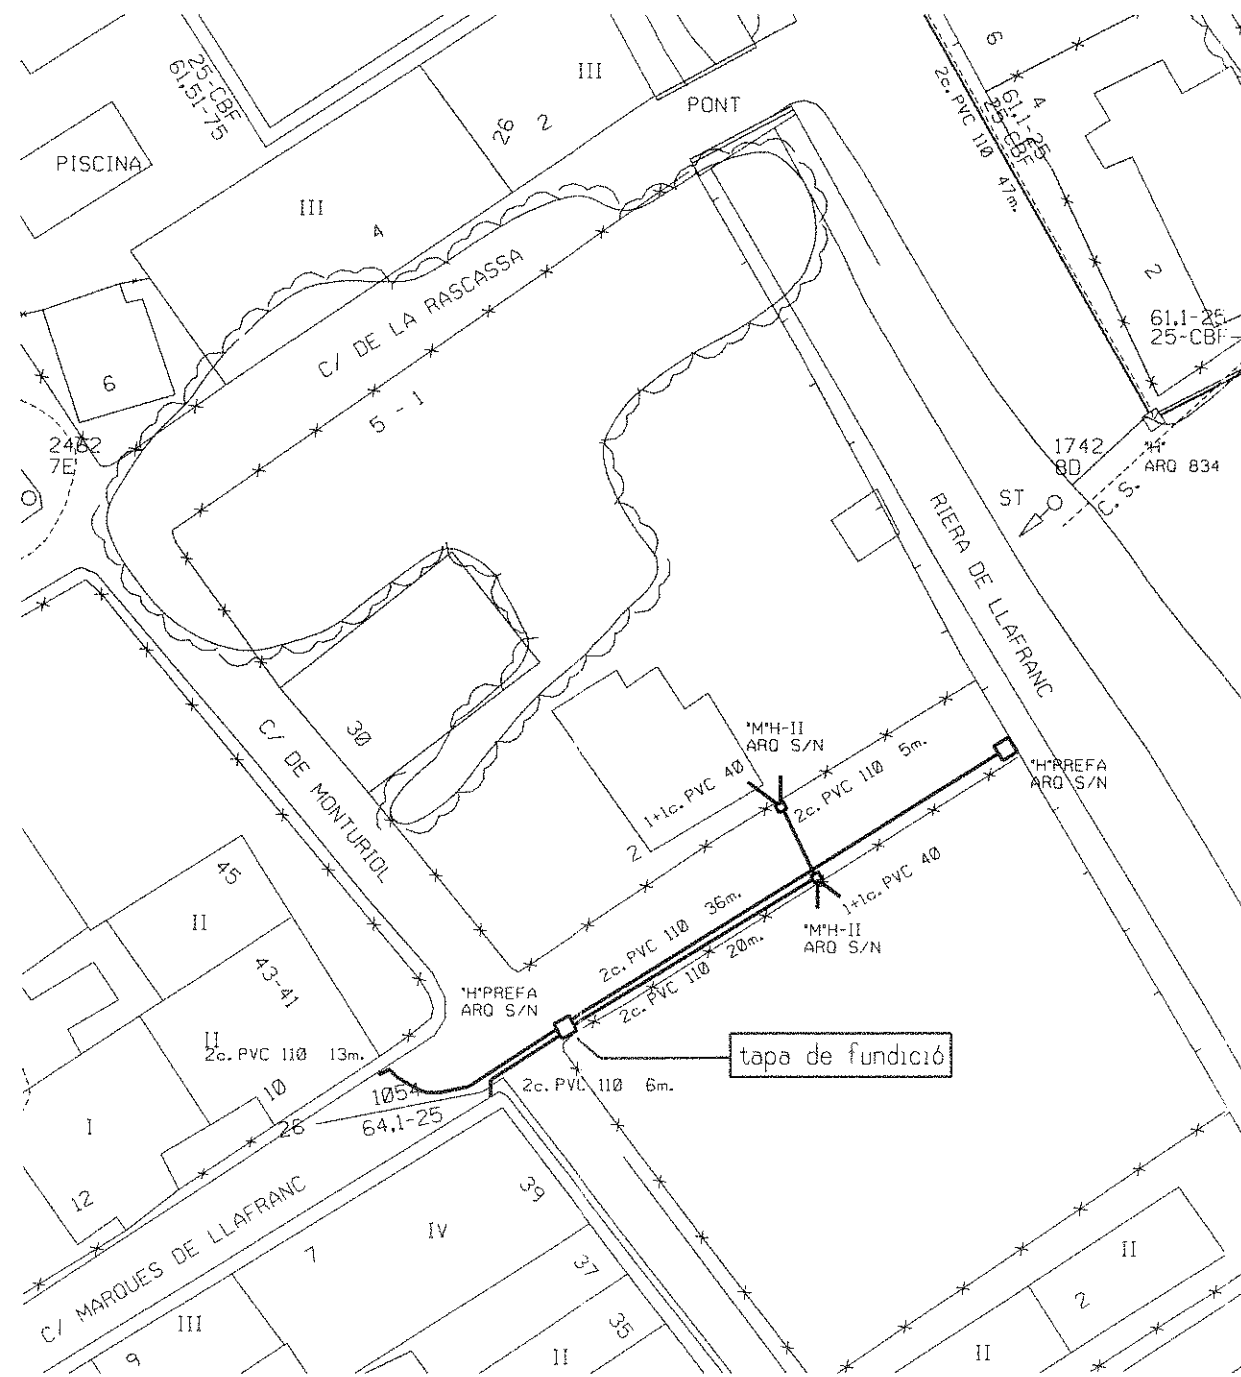 25-CBF
61,51-75
III
26
2
PONT
6
4
61,1-25
25-CBF
2c. PVC 110 47m.
PISCINA
III
4
C/ DE LA RASCASSA
2
61,1-25
25-CBF
6
5 - 1
2462
7E
1742
8D
"H"
ARQ 834
ST
C. S.
RIERA DE LLAFRANC
C/ DE MONTURIOL
30
"M"H-II
ARQ S/N
2c. PVC 110 5m.
1+1c. PVC 40
"H"PREFA
ARQ S/N
2
45
II
1+1c. PVC 40
"M"H-II
ARQ S/N
2c. PVC 110 36m.
2c. PVC 110 20m.
43-41
"H"PREFA
ARQ S/N
II
2c. PVC 110 13m.
tapa de fundició
2c. PVC 110 6m.
10
1054
26
64,1-25
I
12
C/ MARQUES DE LLAFRANC
39
IV
7
37
II
2
III
35
9
II
II